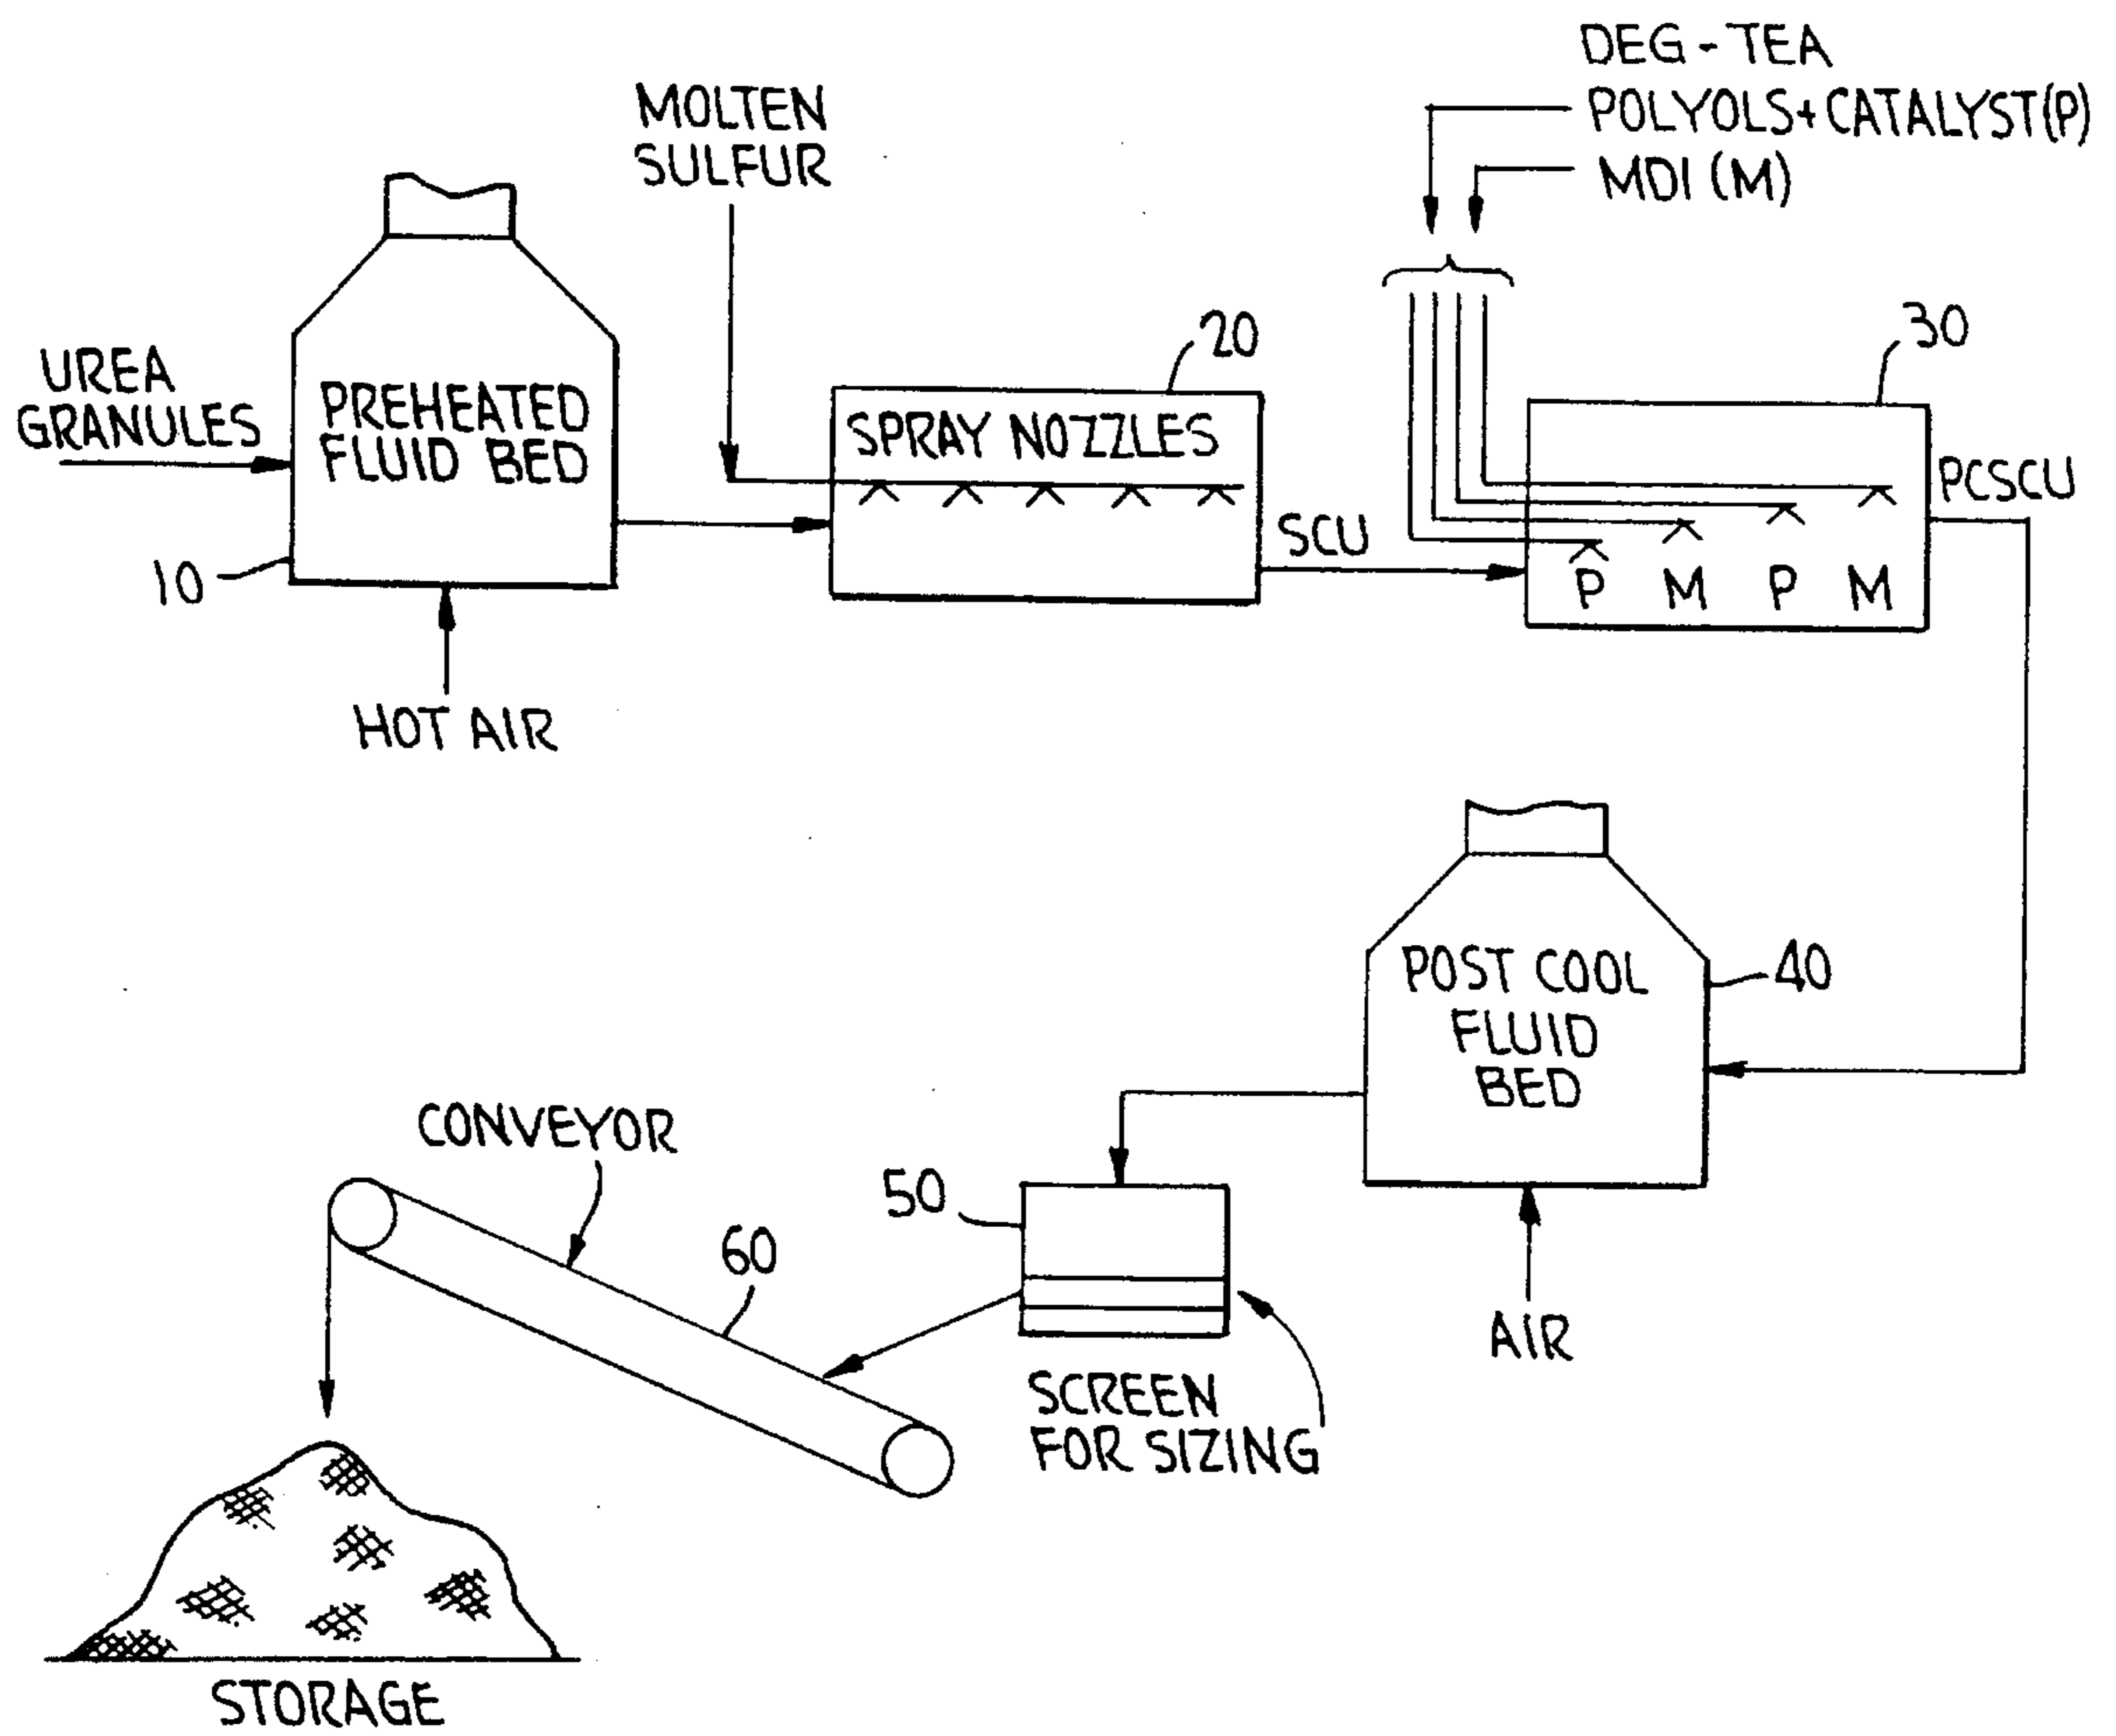 DEG - TEA
POLYOLS+CATALYST(P)
MDI (M)
MOLTEN
SULFUR
20
30
UREA
GRANULES
PREHEATED
FLUID BED
SPRAY NOZZLES
PCSCU
SCU
10
P M P M
HOT AIR
POST COOL
FLUID
BED
40
CONVEYOR
50
60
AIR
SCREEN
FOR SIZING
STORAGE